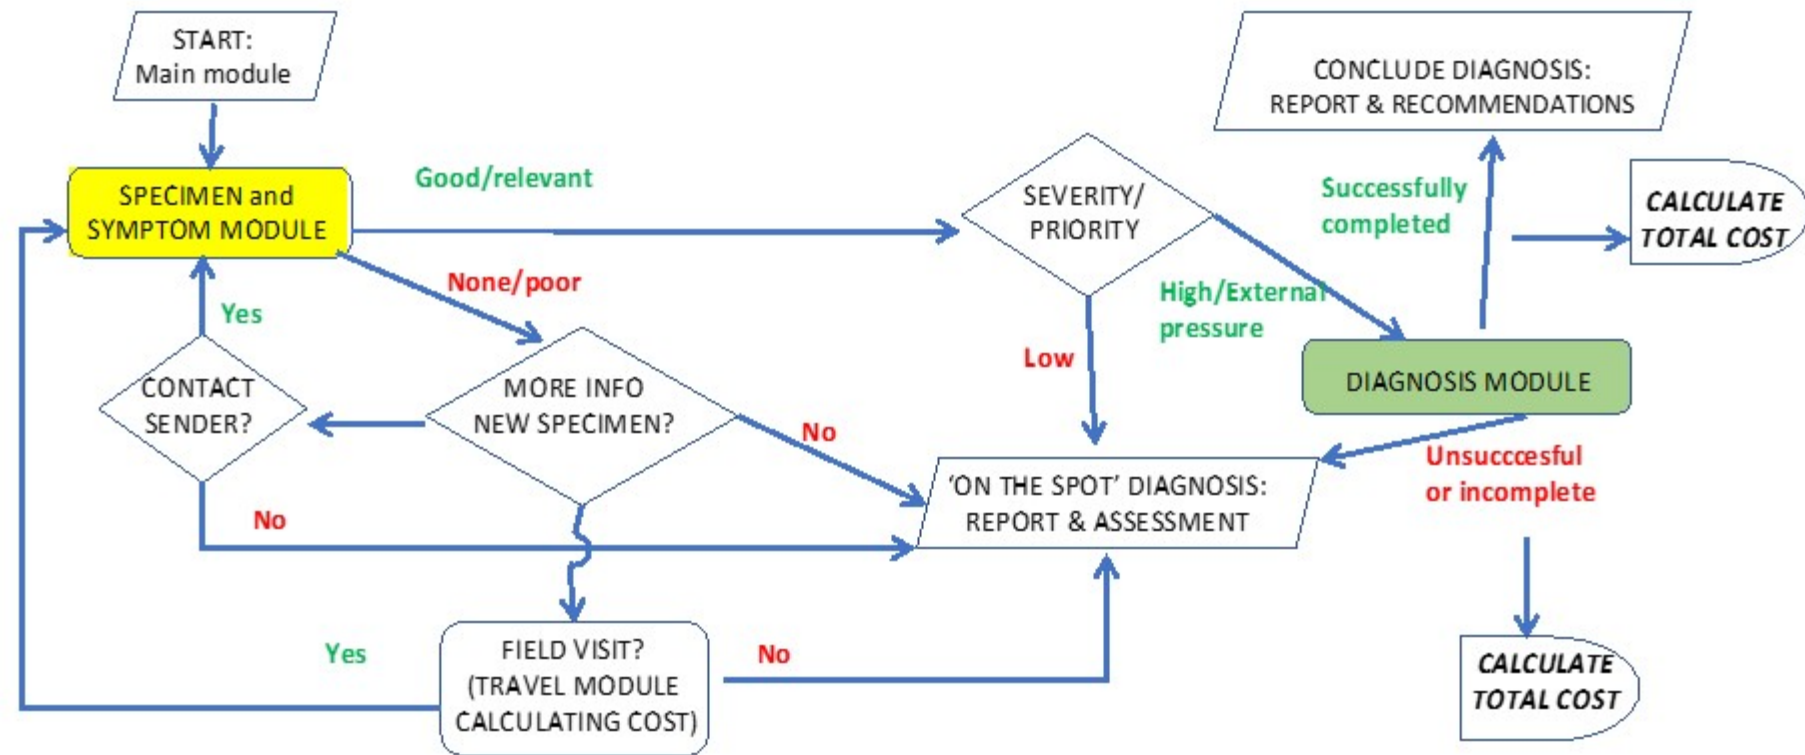 START:
Main module
SPECIMEN and
SYMPTOM MODULE
Good/relevant
None/poor
Yes
CONTACT
SENDER?
MORE INFO
NEW SPECIMEN?
No
No
Yes
FIELD VISIT?
(TRAVEL MODULE
CALCULATING COST)
No
SEVERITY/
PRIORITY
High/External
pressure
Low
'ON THE SPOT' DIAGNOSIS:
REPORT & ASSESSMENT
CONCLUDE DIAGNOSIS:
REPORT & RECOMMENDATIONS
Successfully
completed
CALCULATE
TOTAL COST
DIAGNOSIS MODULE
Unsucccesful
or incomplete
CALCULATE
TOTAL COST